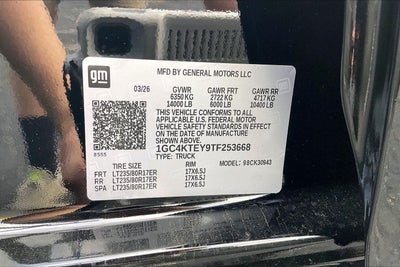 gm
MFD BY GENERAL MOTORS LLC
03/26 GVWR GAWR FRT GAWR RR
6350 KG 2722 KG 4717 KG
14000 LB 6000 LB 10400 LB
THIS VEHICLE CONFORMS TO ALL
APPLICABLE U.S. FEDERAL MOTOR
VEHICLE SAFETY STANDARDS IN EFFECT
ON THE DATE OF MANUFACTURE
SHOWN ABOVE.
1GC4KTEY9TF253668
8555 TYPE: TRUCK MODEL: 98CK30943
TIRE SIZE RIM
FRT LT235/80R17ER 17X6.5J
RR LT235/80R17ER 17X6.5J
SPA LT235/80R17ER 17X6.5J